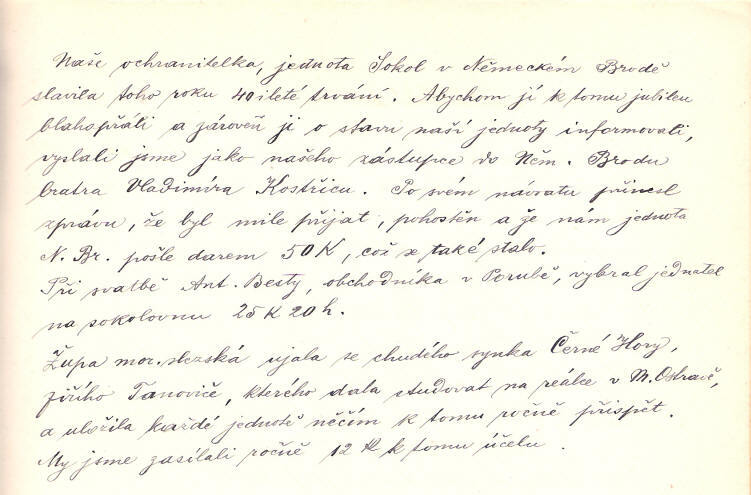 Naše ochranitelka, jednota Sokol v Německém Brodě
slavila toho roku 40ileté trvání. Abychom jí k tomu jubileu
blahopřáli a zároveň ji o stavu naší jednoty informovali,
vyslali jsme jako našeho zástupce do Něm. Brodu
bratra Vladimíra Kostřicu. Po svém návratu přinesl
zprávu, že byl mile přijat, pohostěn a že nám jednota
N. Br. pošle darem 50 K, což se také stalo.
Při svatbě Ant. Besty, obchodníka v Porubě, vybral jednatel
na sokolovnu 25 K 20 h.
Župa mor. slezská ujala se chudého synka Černé Hory,
Jiřího Tanoviče, kterého dala studovat na reálce v M. Ostravě,
a uložila každé jednotě něčím k tomu ročně přispět.
My jsme zasílali ročně 12 K k tomu účelu.